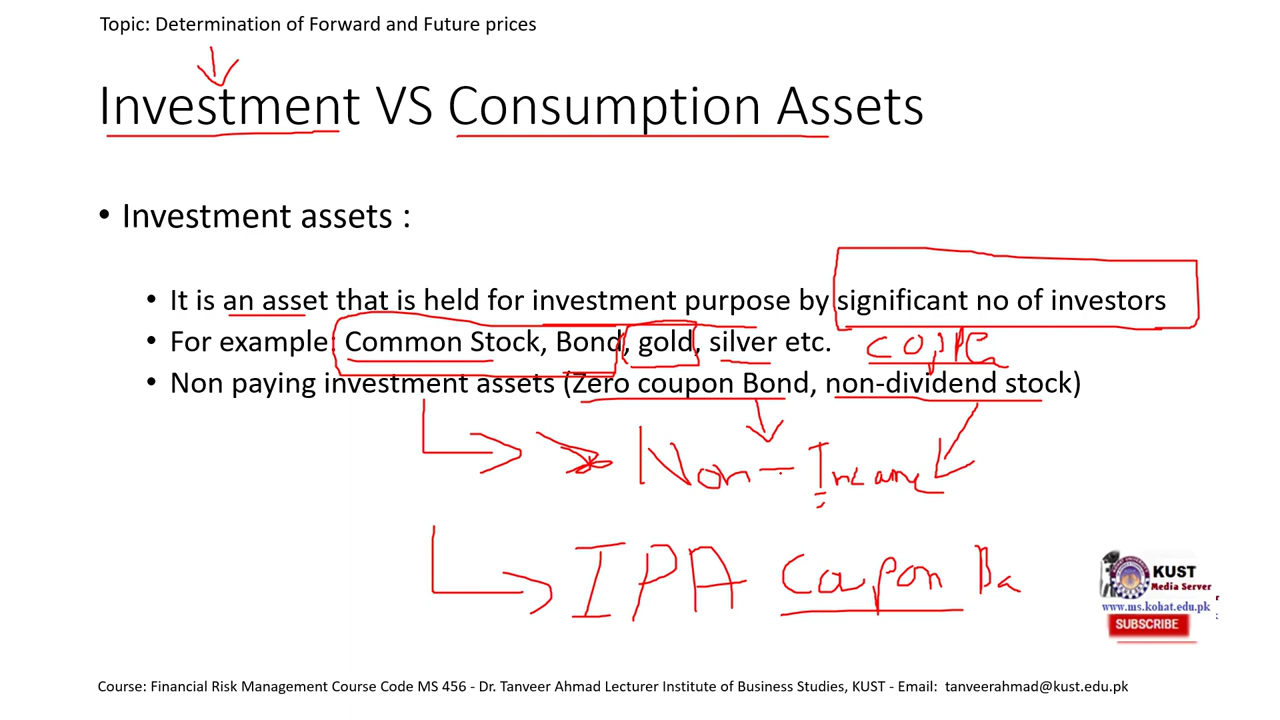 Topic: Determination of Forward and Future prices
Investment VS Consumption Assets
• Investment assets :
• It is an asset that is held for investment purpose by significant no of investors
• For example: Common Stock, Bond, gold, silver etc.
• Non paying investment assets (Zero coupon Bond, non-dividend stock)
Non - Income
IPA Coupon Bo
KUST
Media Server
www.ms.kohat.edu.pk
SUBSCRIBE
Course: Financial Risk Management Course Code MS 456 - Dr. Tanveer Ahmad Lecturer Institute of Business Studies, KUST - Email: tanveerahmad@kust.edu.pk